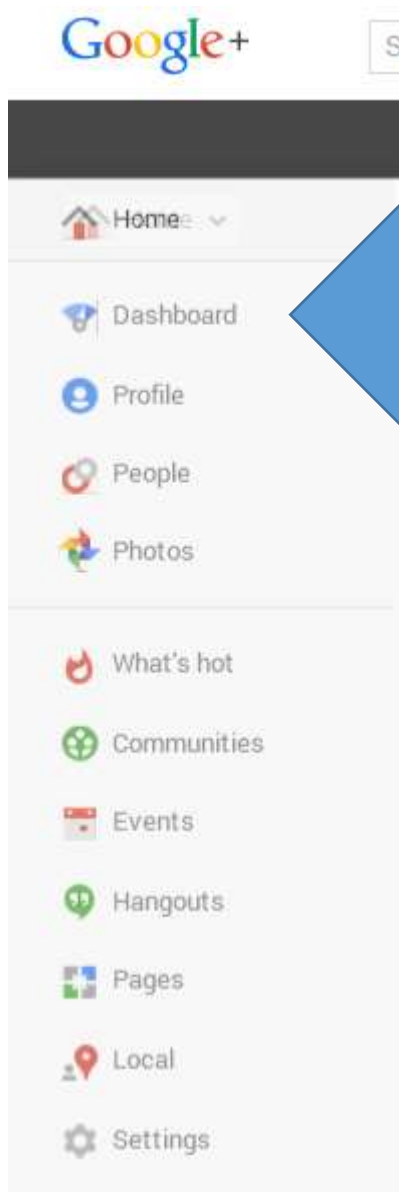 Google+
S
Home
Dashboard
Profile
People
Photos
What's hot
Communities
Events
Hangouts
Pages
Local
Settings